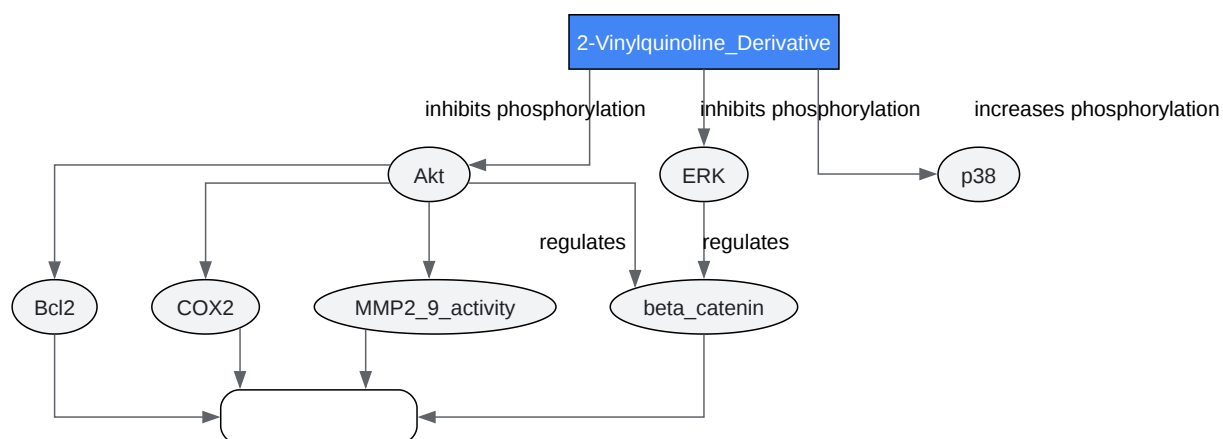 2-Vinylquinoline_Derivative
inhibits phosphorylation
inhibits phosphorylation
increases phosphorylation
Akt
ERK
p38
regulates
regulates
Bcl2
COX2
MMP2_9_activity
beta_catenin